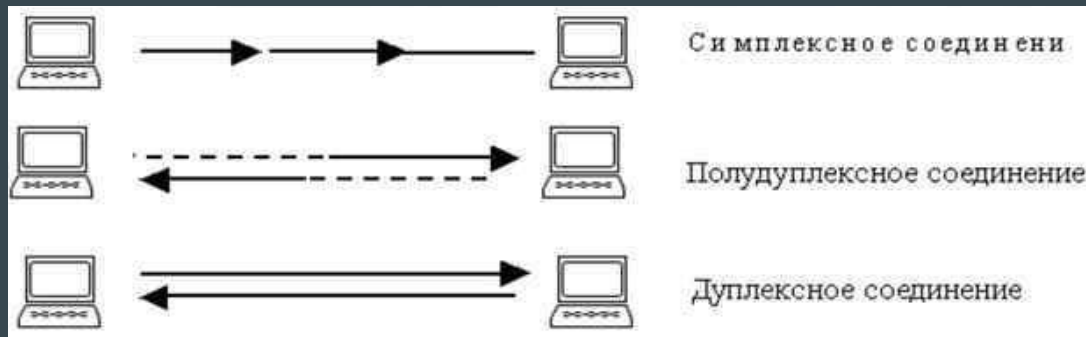 Симплексное соединени
Полудуплексное соединение
Дуплексное соединение